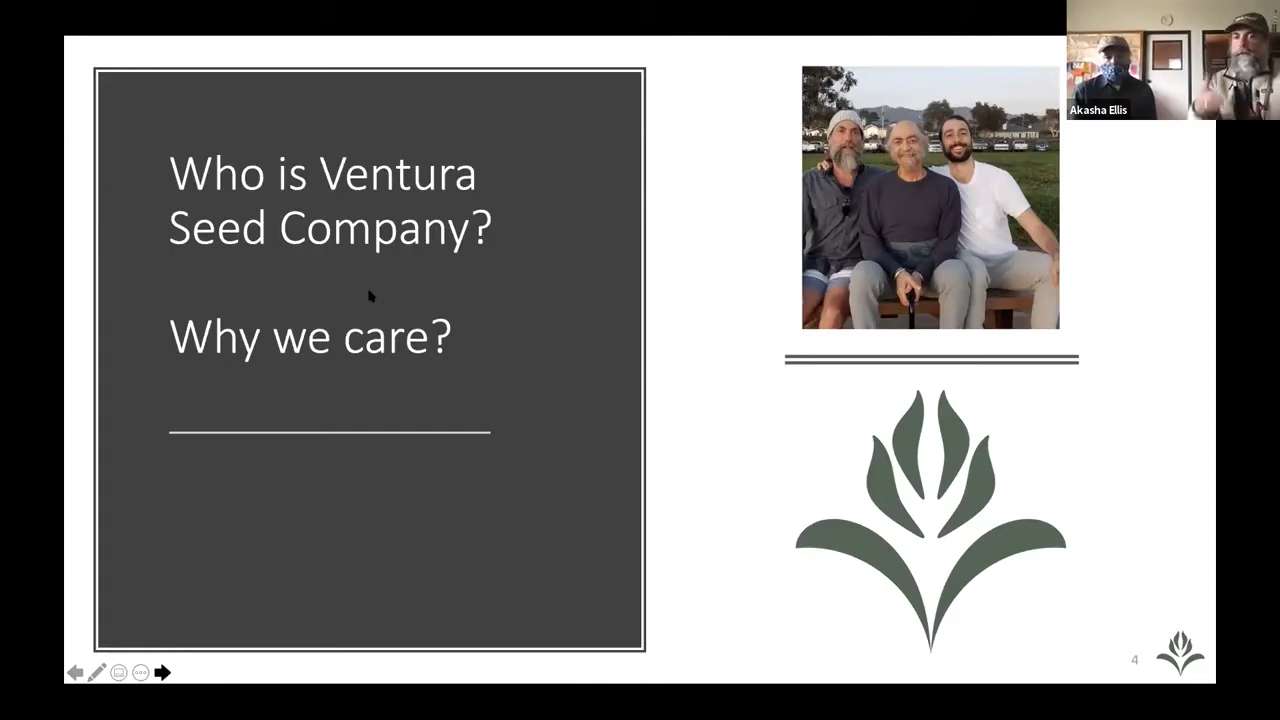 Who is Ventura
Seed Company?
Why we care?
Akasha Ellis
4